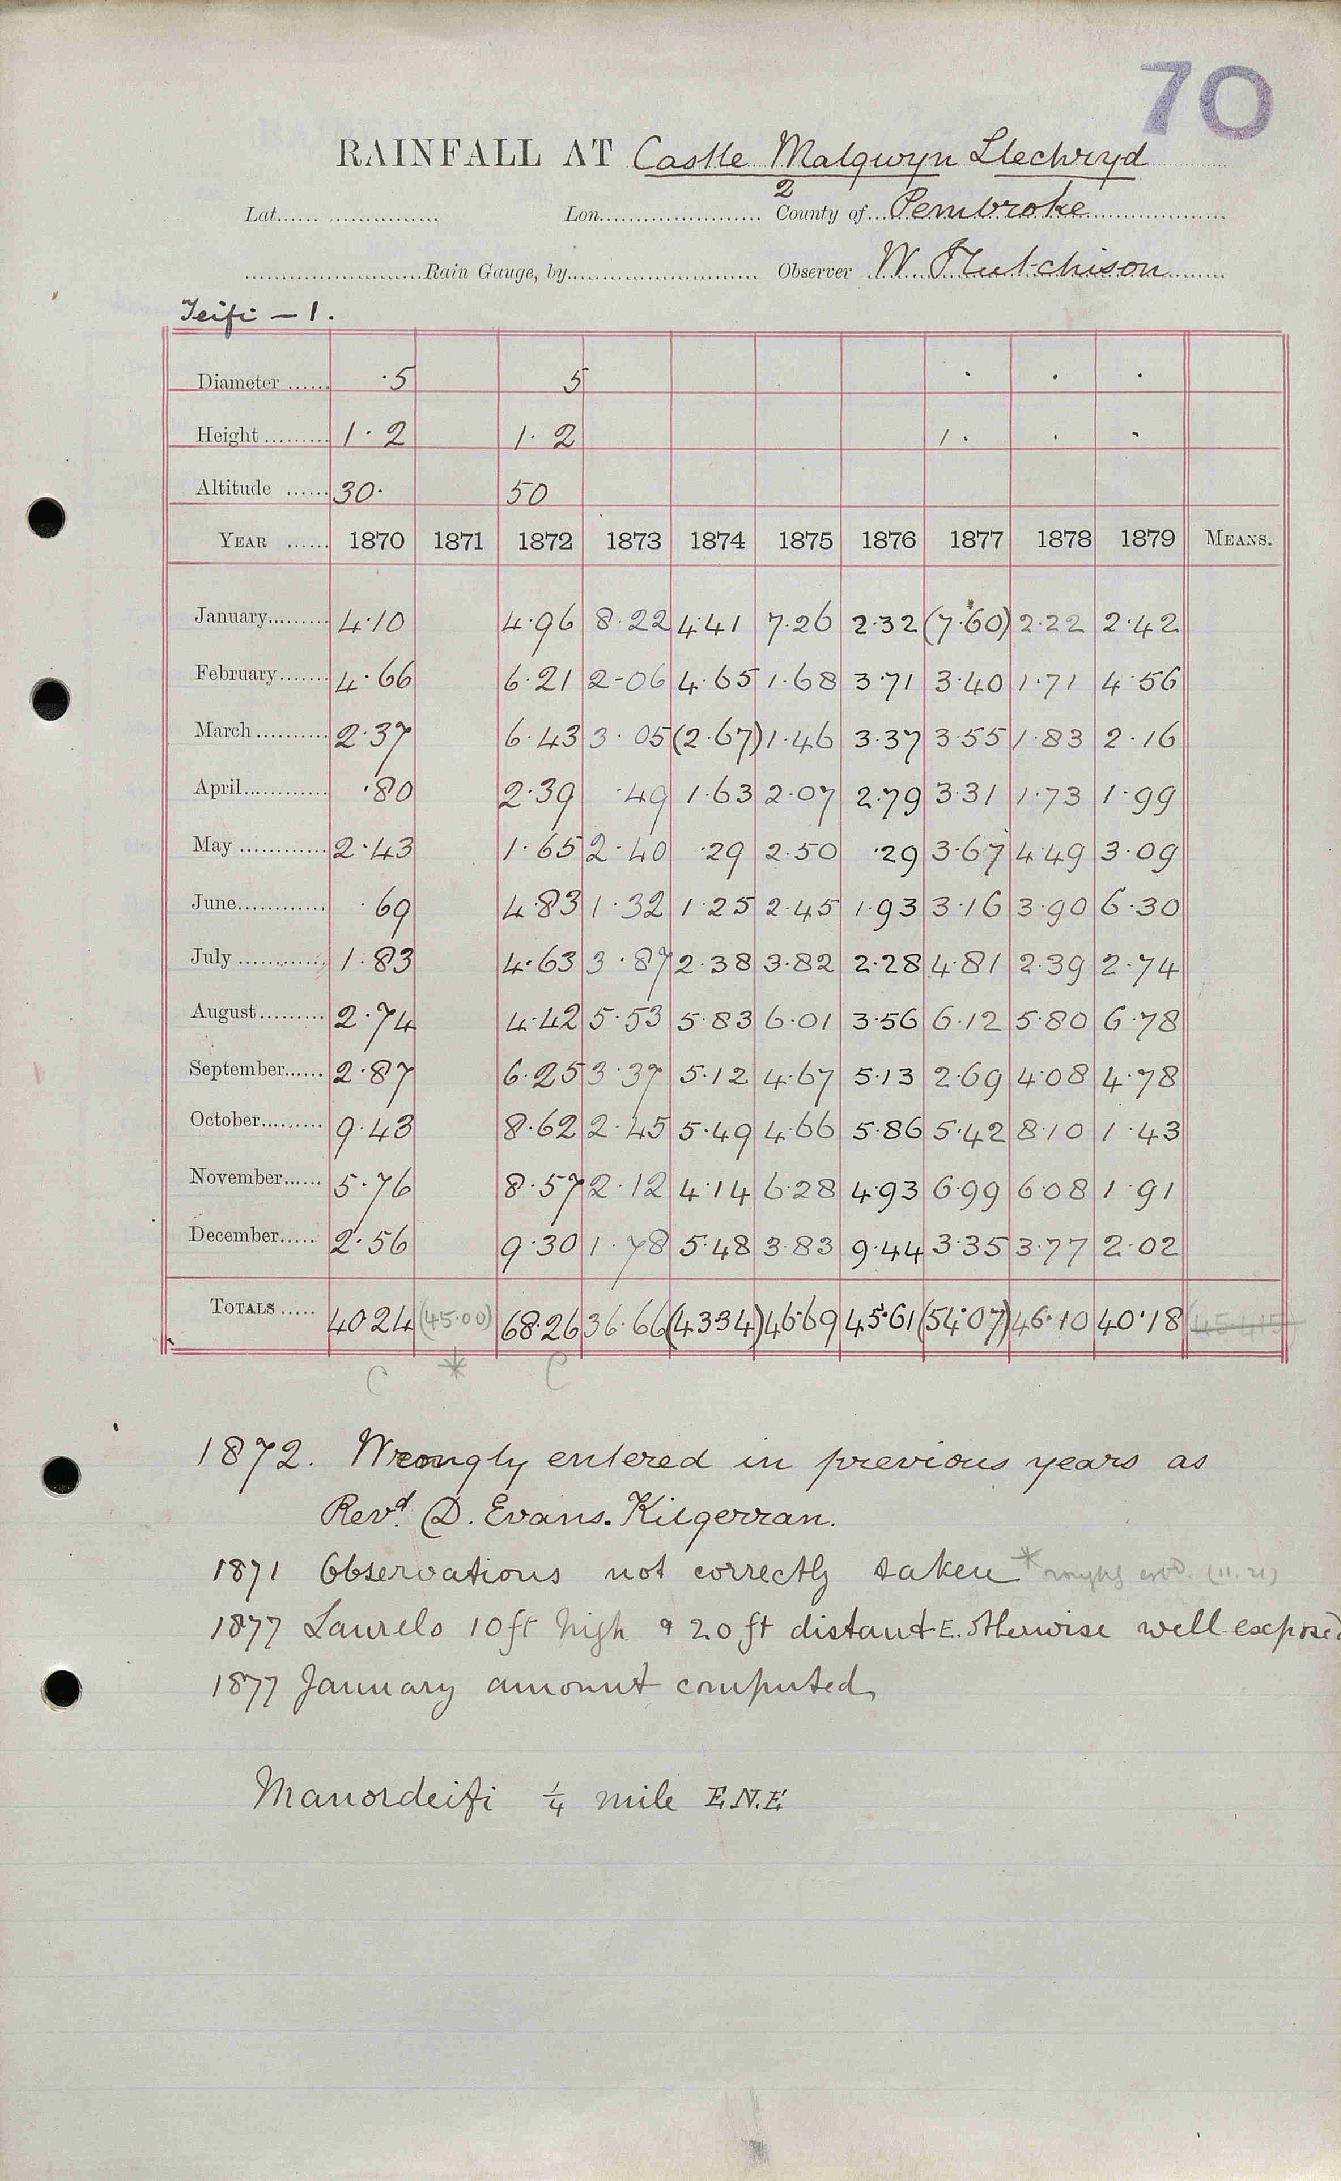 70
RAINFALL AT Castle Malgwyn Llechryd
2
Lat. Lon. County of Pembroke
Rain Gauge, by Observer W Hutchison
Teifi - 1.
Diameter ·5 5 · · ·
Height 1·2 1·2 1· · ·
Altitude 30· 50
YEAR 1870 1871 1872 1873 1874 1875 1876 1877 1878 1879 MEANS.
January 4·10 4·96 8·22 4·41 7·26 2·32 (7·60) 2·22 2·42
February 4·66 6·21 2-06 4·65 1·68 3·71 3·40 1·71 4·56
March 2·37 6·43 3·05 (2·67) 1·46 3·37 3·55 1·83 2·16
April ·80 2·39 ·49 1·63 2·07 2·79 3·31 1·73 1·99
May 2·43 1·65 2·40 ·29 2·50 ·29 3·67 4·49 3·09
June ·69 4·83 1·32 1·25 2·45 1·93 3·16 3·90 6·30
July 1·83 4·63 3·87 2·38 3·82 2·28 4·81 2·39 2·74
August 2·74 4·42 5·53 5·83 6·01 3·56 6·12 5·80 6·78
September 2·87 6·25 3·37 5·12 4·67 5·13 2·69 4·08 4·78
October 9·43 8·62 2·45 5·49 4·66 5·86 5·42 8·10 1·43
November 5·76 8·57 2·12 4·14 6·28 4·93 6·99 6·08 1·91
December 2·56 9·30 1·78 5·48 3·83 9·44 3·35 3·77 2·02
TOTALS 40 24 (45·00) 68·26 36·66 (43 34) 46·69 45·61 (54·07) 46·10 40·18
C * C
1872. Wrongly entered in previous years as
Revd. D. Evans. Kilgerran.
1871 Observations not correctly taken *
1877 Laurels 10ft high & 20ft distant E. Otherwise well exposed
1877 January amount computed
Manordeifi 1/4 mile E.N.E